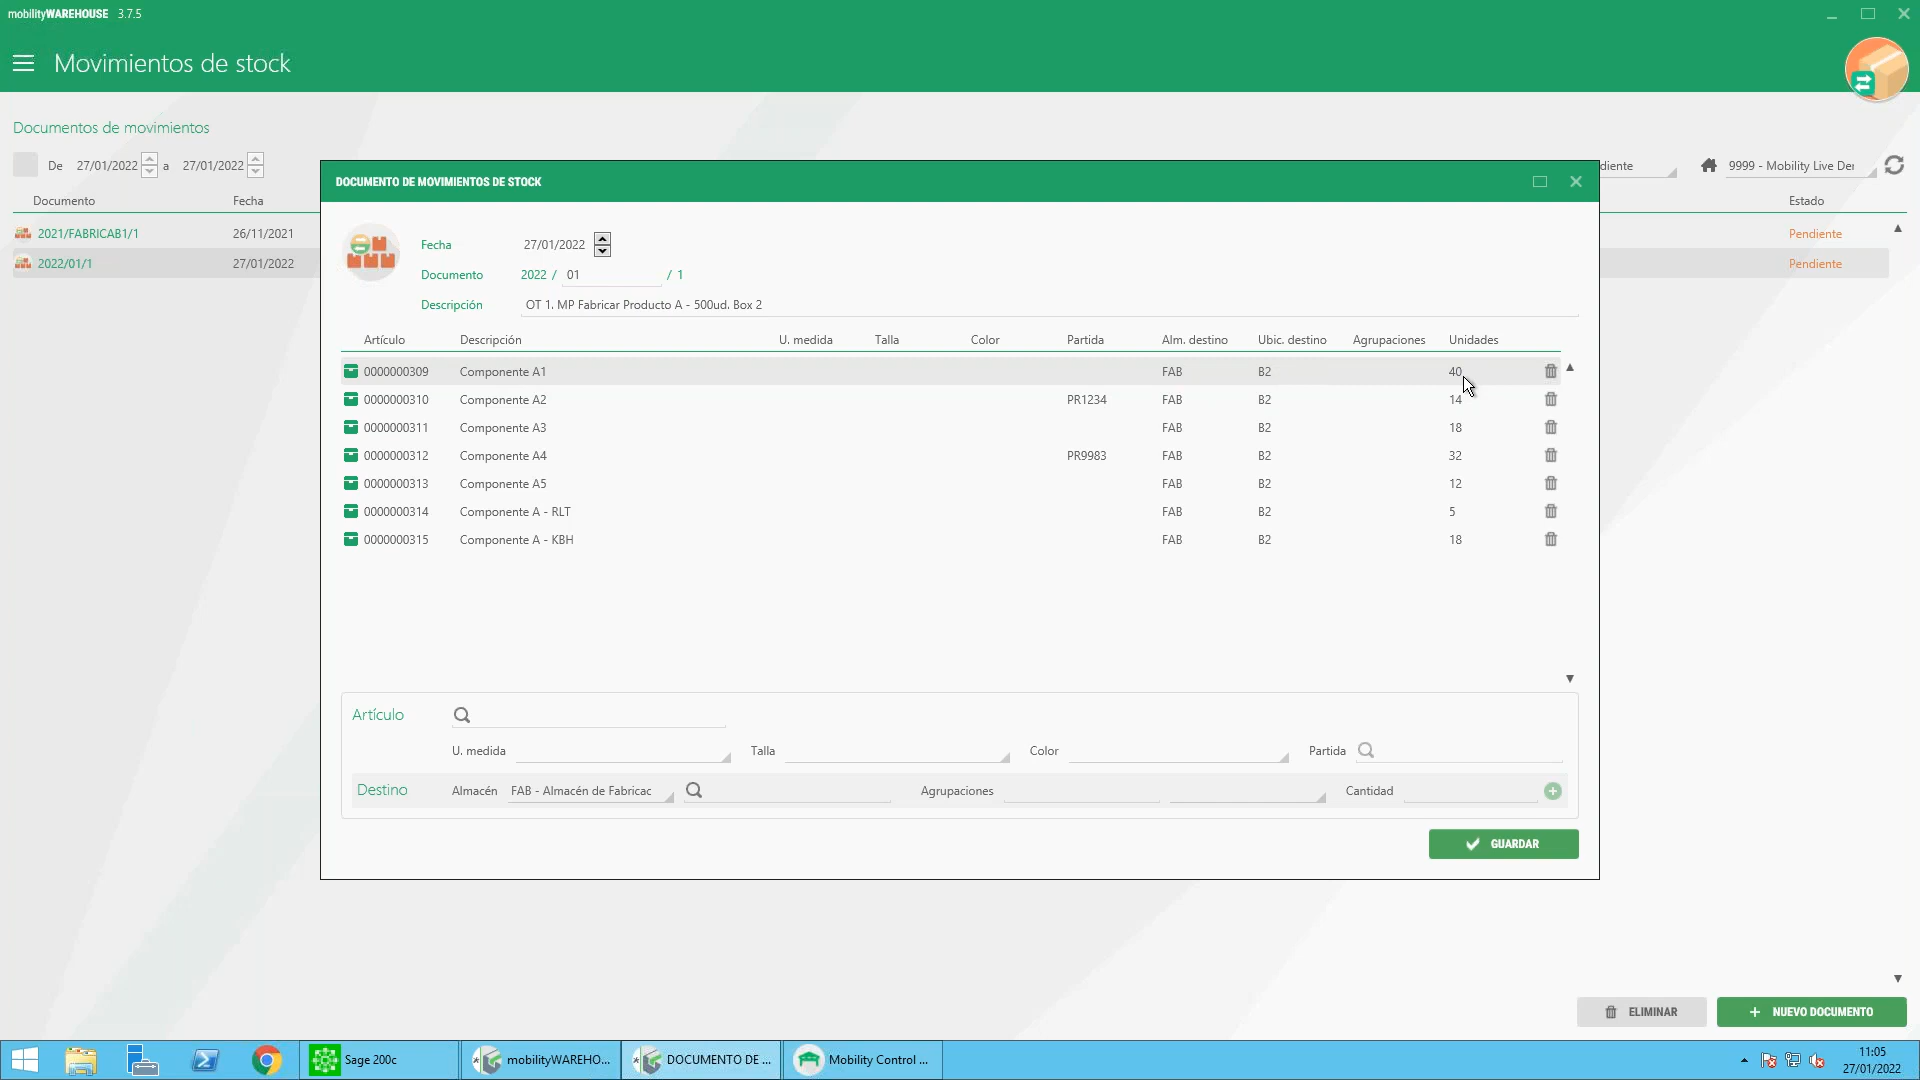 mobilityWAREHOUSE 3.7.5
Movimientos de stock
Documentos de movimientos
De 27/01/2022 a 27/01/2022
diente
9999 - Mobility Live Der
Documento Fecha Estado
2021/FABRICAB1/1 26/11/2021 Pendiente
2022/01/1 27/01/2022 Pendiente
DOCUMENTO DE MOVIMIENTOS DE STOCK
Fecha 27/01/2022
Documento 2022 / 01 / 1
Descripción OT 1. MP Fabricar Producto A - 500ud. Box 2
Artículo Descripción U. medida Talla Color Partida Alm. destino Ubic. destino Agrupaciones Unidades
0000000309 Componente A1 FAB B2 40
0000000310 Componente A2 PR1234 FAB B2 14
0000000311 Componente A3 FAB B2 18
0000000312 Componente A4 PR9983 FAB B2 32
0000000313 Componente A5 FAB B2 12
0000000314 Componente A - RLT FAB B2 5
0000000315 Componente A - KBH FAB B2 18
Artículo
U. medida Talla Color Partida
Destino Almacén FAB - Almacén de Fabricac Agrupaciones Cantidad
GUARDAR
ELIMINAR
NUEVO DOCUMENTO
Sage 200c
mobilityWAREHO...
DOCUMENTO DE ...
Mobility Control ...
11:05
27/01/2022